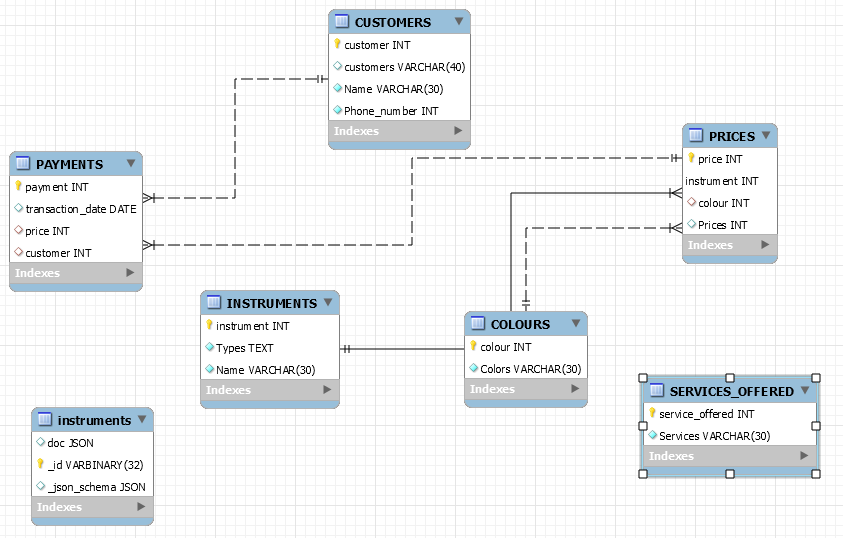 CUSTOMERS
customer INT
customers VARCHAR(40)
Name VARCHAR(30)
Phone_number INT
Indexes
PAYMENTS
payment INT
transaction_date DATE
price INT
customer INT
Indexes
PRICES
price INT
instrument INT
colour INT
Prices INT
Indexes
INSTRUMENTS
instrument INT
Types TEXT
Name VARCHAR(30)
Indexes
COLOURS
colour INT
Colors VARCHAR(30)
Indexes
SERVICES_OFFERED
service_offered INT
Services VARCHAR(30)
Indexes
instruments
doc JSON
_id VARBINARY(32)
_json_schema JSON
Indexes